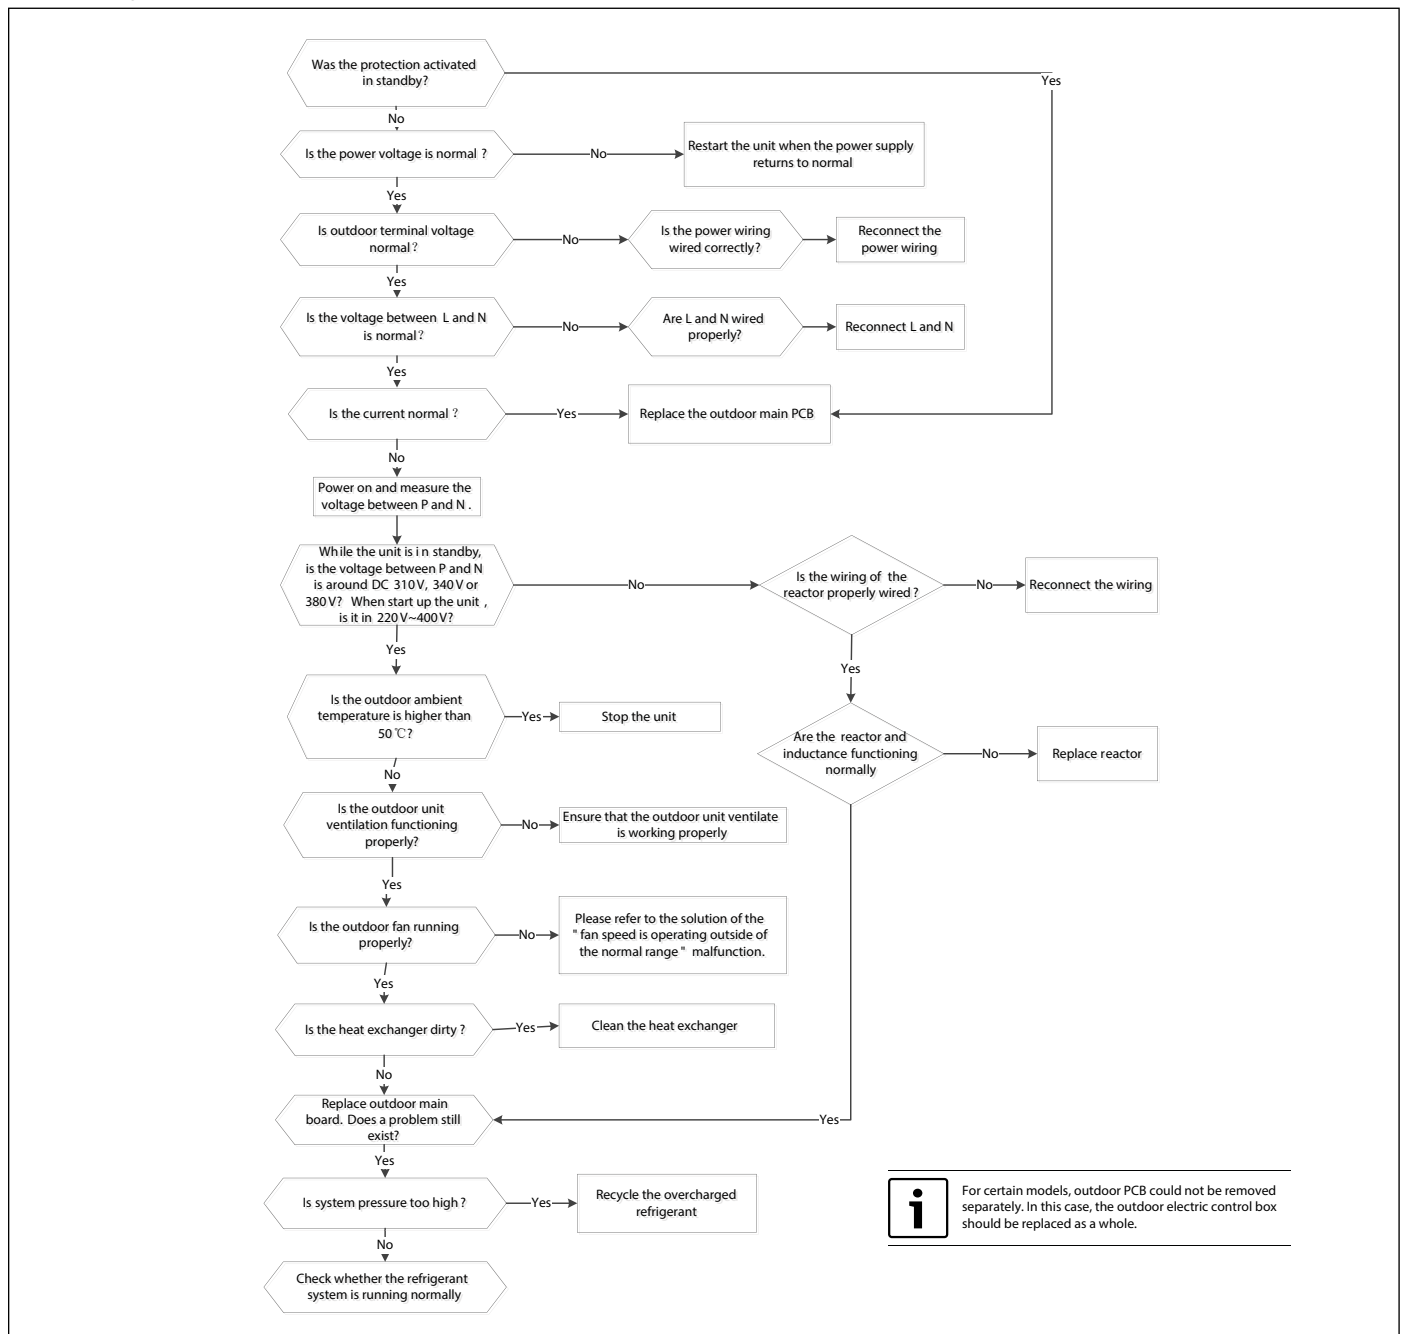 Was the protection activated
in standby?
Yes
No
Is the power voltage is normal ?
No
Restart the unit when the power supply
returns to normal
Yes
Is outdoor terminal voltage
normal?
No
Is the power wiring
wired correctly?
Reconnect the
power wiring
Yes
Is the voltage between L and N
is normal?
No
Are L and N wired
properly?
Reconnect L and N
Yes
Is the current normal ?
Yes
Replace the outdoor main PCB
No
Power on and measure the
voltage between P and N .
While the unit is i n standby,
is the voltage between P and N
is around DC 310 V, 340 V or
380 V? When start up the unit ,
is it in 220 V~400 V?
No
Is the wiring of the
reactor properly wired ?
No
Reconnect the wiring
Yes
Yes
Is the outdoor ambient
temperature is higher than
50 ℃?
Yes
Stop the unit
Are the reactor and
inductance functioning
normally
No
Replace reactor
No
Is the outdoor unit
ventilation functioning
properly?
No
Ensure that the outdoor unit ventilate
is working properly
Yes
Is the outdoor fan running
properly?
No
Please refer to the solution of the
" fan speed is operating outside of
the normal range " malfunction.
Yes
Is the heat exchanger dirty ?
Yes
Clean the heat exchanger
No
Replace outdoor main
board. Does a problem still
exist?
Yes
Yes
Is system pressure too high ?
Yes
Recycle the overcharged
refrigerant
No
Check whether the refrigerant
system is running normally
i
For certain models, outdoor PCB could not be removed
separately. In this case, the outdoor electric control box
should be replaced as a whole.